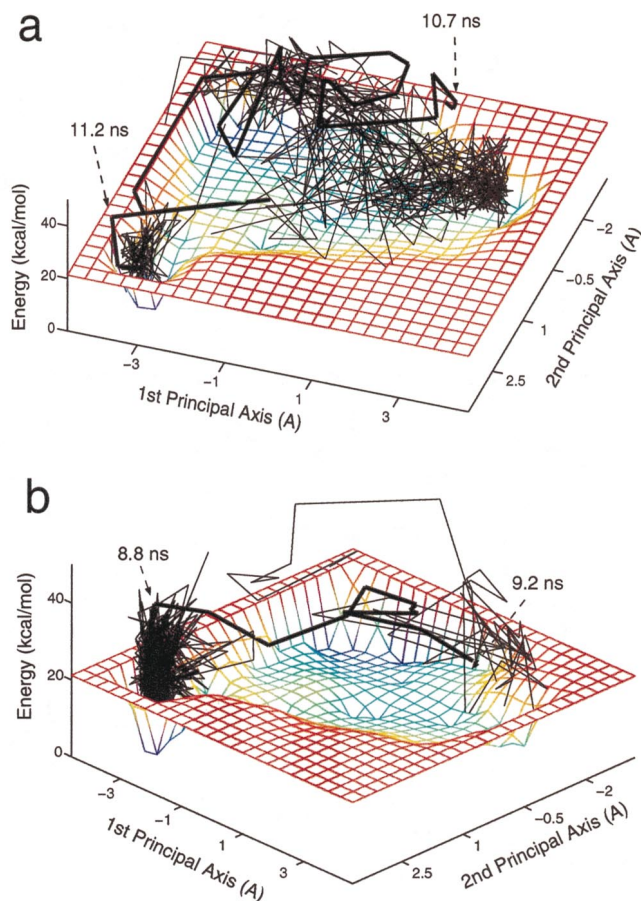 a
10.7 ns
11.2 ns
Energy (kcal/mol)
40
20
0
-3
-1
1
3
1st Principal Axis (A)
-2
-0.5
1
2.5
2nd Principal Axis (A)
b
8.8 ns
9.2 ns
Energy (kcal/mol)
40
20
0
-3
-1
1
3
1st Principal Axis (A)
-2
-0.5
1
2.5
2nd Principal Axis (A)